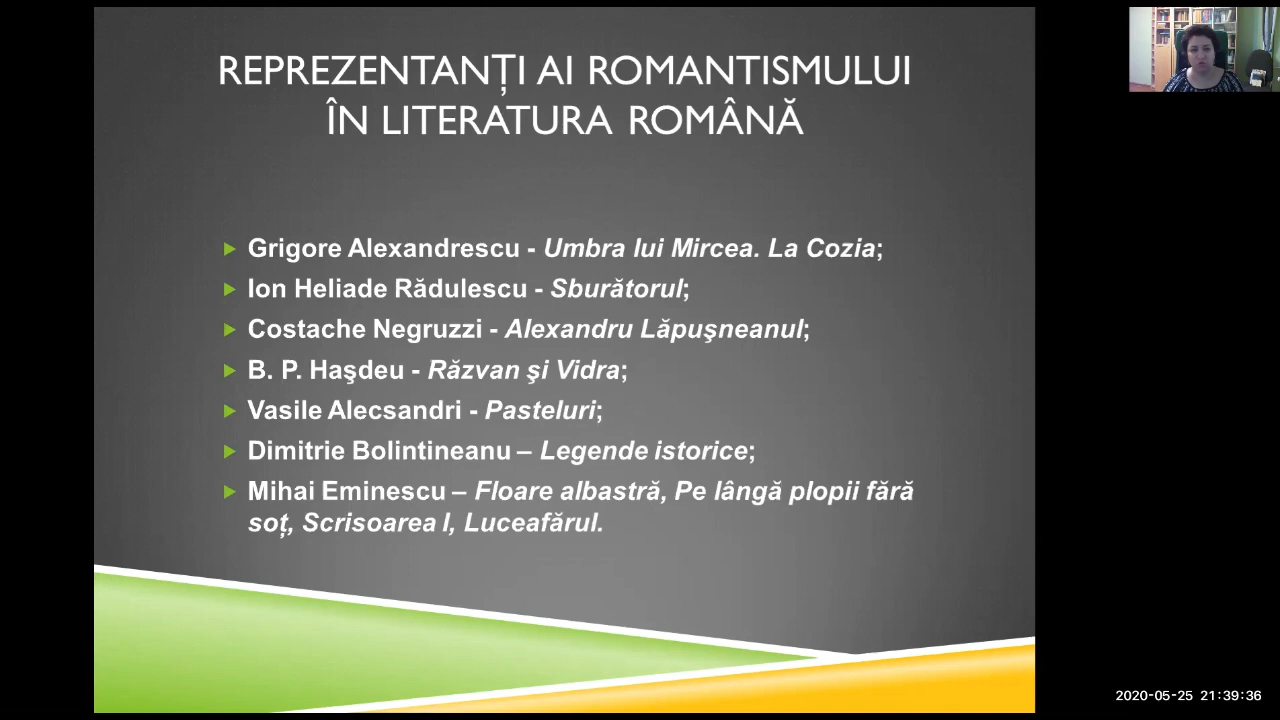 REPREZENTANȚI AI ROMANTISMULUI
ÎN LITERATURA ROMÂNĂ
Grigore Alexandrescu - Umbra lui Mircea. La Cozia;
Ion Heliade Rădulescu - Sburătorul;
Costache Negruzzi - Alexandru Lăpuşneanul;
B. P. Haşdeu - Răzvan şi Vidra;
Vasile Alecsandri - Pasteluri;
Dimitrie Bolintineanu – Legende istorice;
Mihai Eminescu – Floare albastră, Pe lângă plopii fără
soț, Scrisoarea I, Luceafărul.
2020-05-25 21:39:36